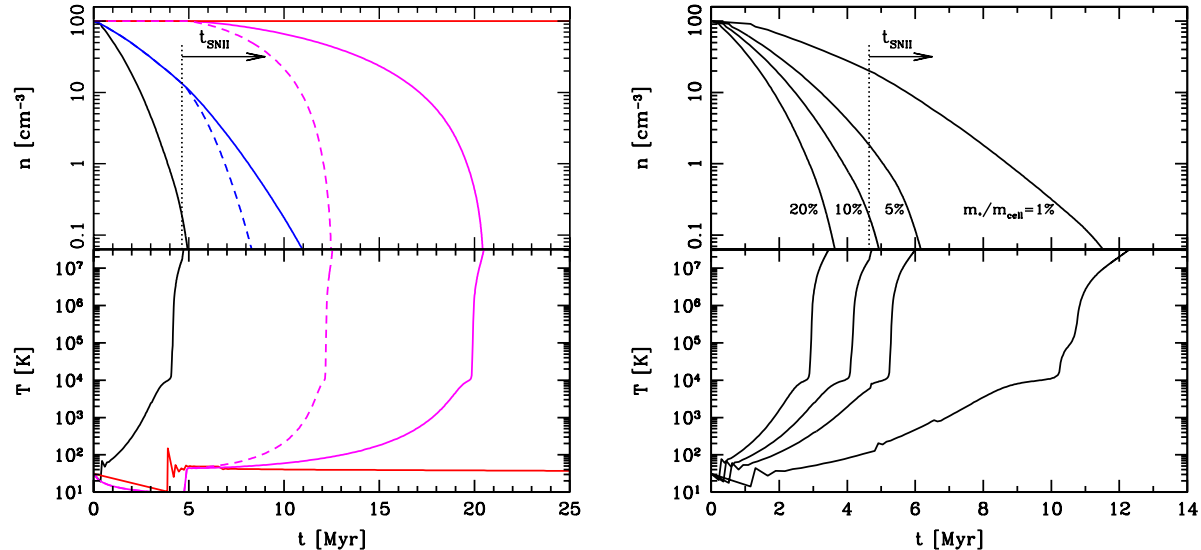 100
10
1
0.1
n [cm⁻³]
t_SNII
10⁷
10⁶
10⁵
10⁴
10³
10²
10¹
T [K]
0 5 10 15 20 25
t [Myr]
100
10
1
0.1
n [cm⁻³]
t_SNII
20% 10% 5% m_*/m_cell=1%
10⁷
10⁶
10⁵
10⁴
10³
10²
10¹
T [K]
0 2 4 6 8 10 12 14
t [Myr]